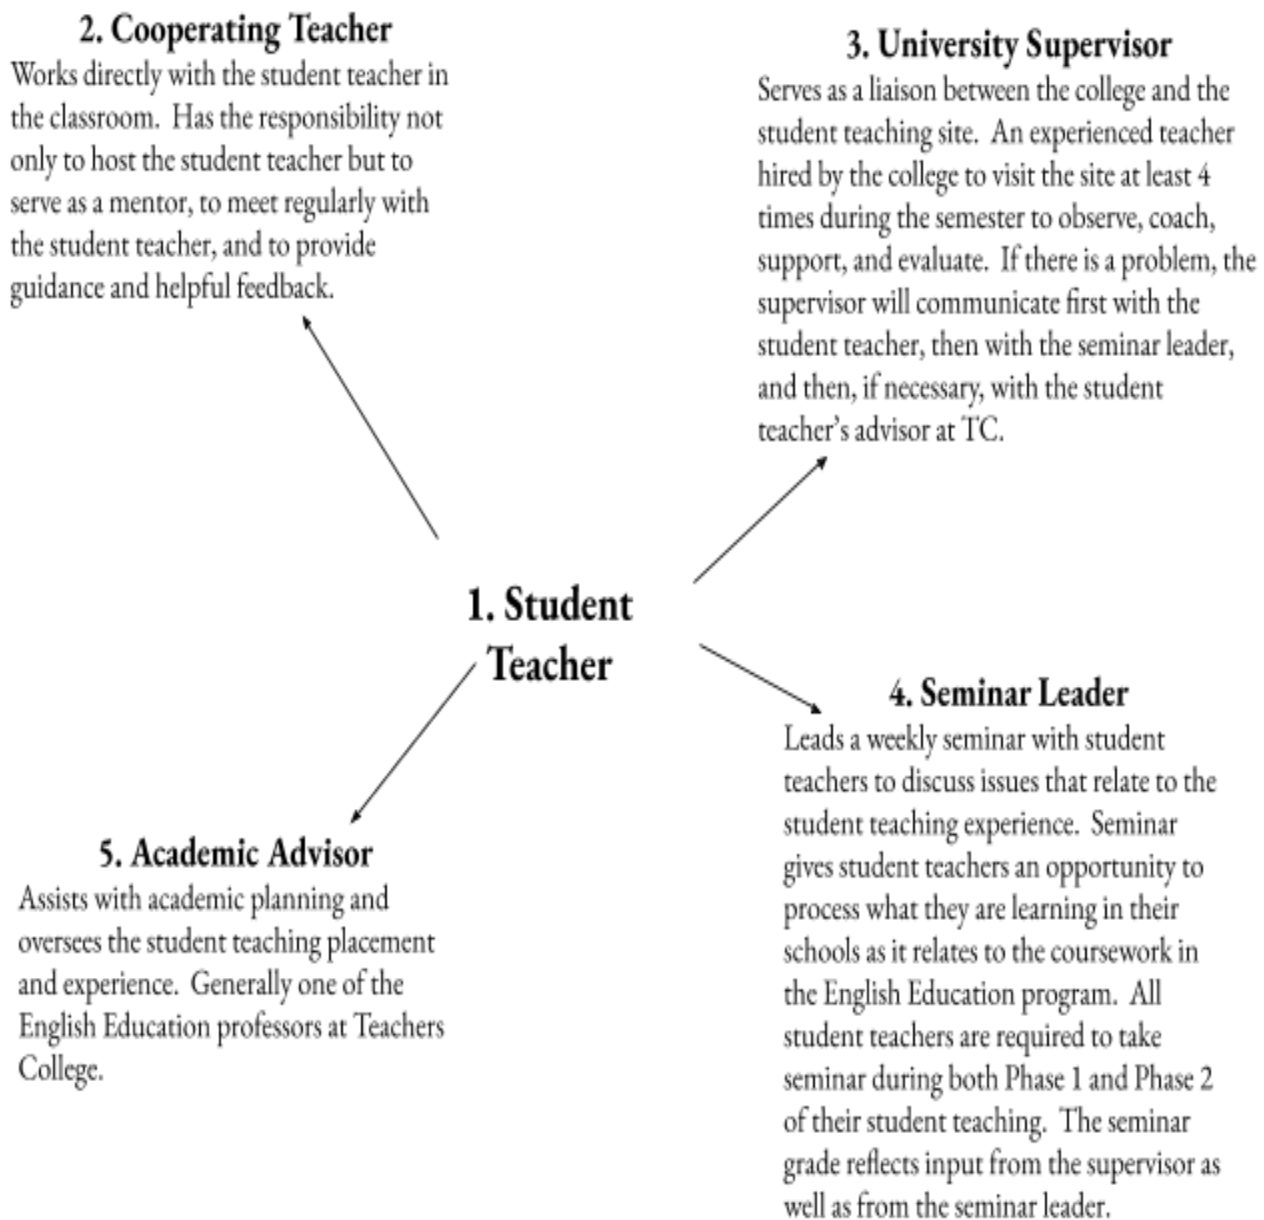 2. Cooperating Teacher
Works directly with the student teacher in
the classroom.  Has the responsibility not
only to host the student teacher but to
serve as a mentor, to meet regularly with
the student teacher, and to provide
guidance and helpful feedback.
3. University Supervisor
Serves as a liaison between the college and the
student teaching site.  An experienced teacher
hired by the college to visit the site at least 4
times during the semester to observe, coach,
support, and evaluate.  If there is a problem, the
supervisor will communicate first with the
student teacher, then with the seminar leader,
and then, if necessary, with the student
teacher’s advisor at TC.
1. Student
Teacher
4. Seminar Leader
Leads a weekly seminar with student
teachers to discuss issues that relate to the
student teaching experience.  Seminar
gives student teachers an opportunity to
process what they are learning in their
schools as it relates to the coursework in
the English Education program.  All
student teachers are required to take
seminar during both Phase 1 and Phase 2
of their student teaching.  The seminar
grade reflects input from the supervisor as
well as from the seminar leader.
5. Academic Advisor
Assists with academic planning and
oversees the student teaching placement
and experience.  Generally one of the
English Education professors at Teachers
College.